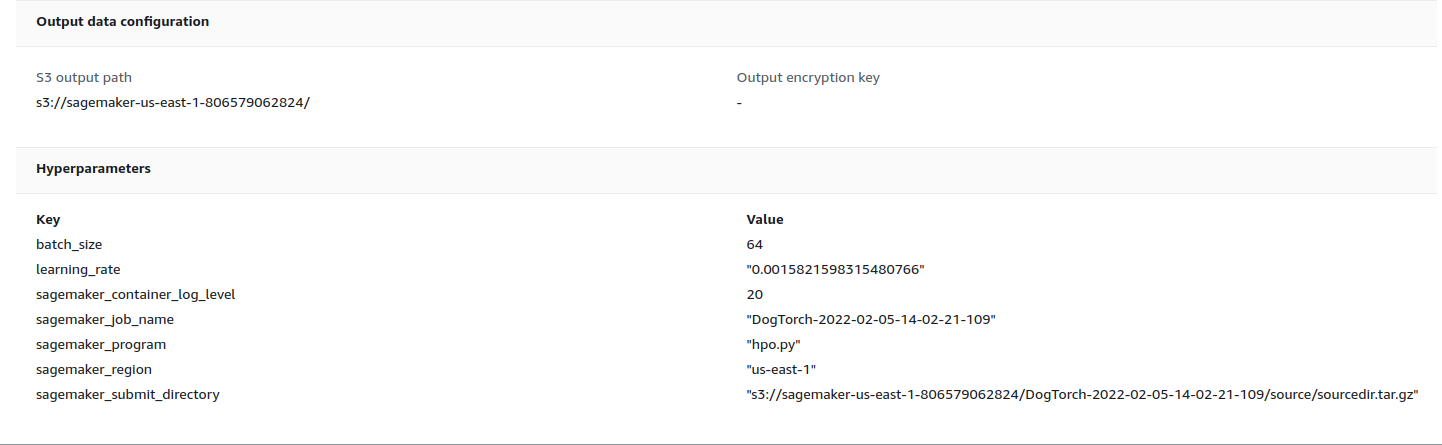 Output data configuration
S3 output path Output encryption key
s3://sagemaker-us-east-1-806579062824/ -
Hyperparameters
Key Value
batch_size 64
learning_rate "0.0015821598315480766"
sagemaker_container_log_level 20
sagemaker_job_name "DogTorch-2022-02-05-14-02-21-109"
sagemaker_program "hpo.py"
sagemaker_region "us-east-1"
sagemaker_submit_directory "s3://sagemaker-us-east-1-806579062824/DogTorch-2022-02-05-14-02-21-109/source/sourcedir.tar.gz"